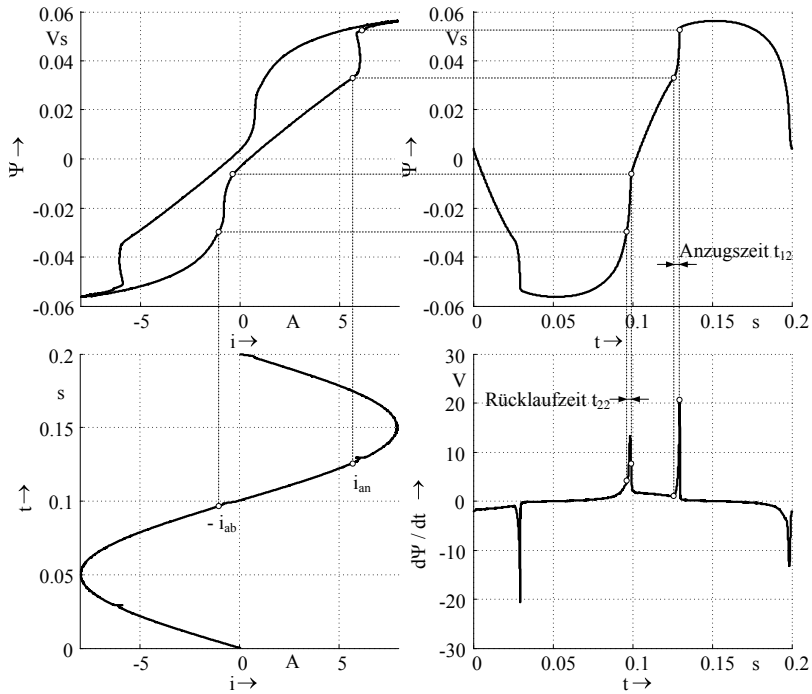 0.06
Vs
0.04
0.02
0
-0.02
-0.04
-0.06
Ψ →
-5
0
A
5
i →
0.06
Vs
0.04
0.02
0
-0.02
-0.04
-0.06
Ψ →
Anzugszeit t12
0
0.05
0.1
0.15
s
0.2
t →
0.2
s
0.15
0.1
0.05
0
t →
i an
- i ab
-5
0
A
5
i →
30
V
20
10
0
-10
-20
-30
dΨ / dt →
Rücklaufzeit t22
0
0.05
0.1
0.15
s
0.2
t →